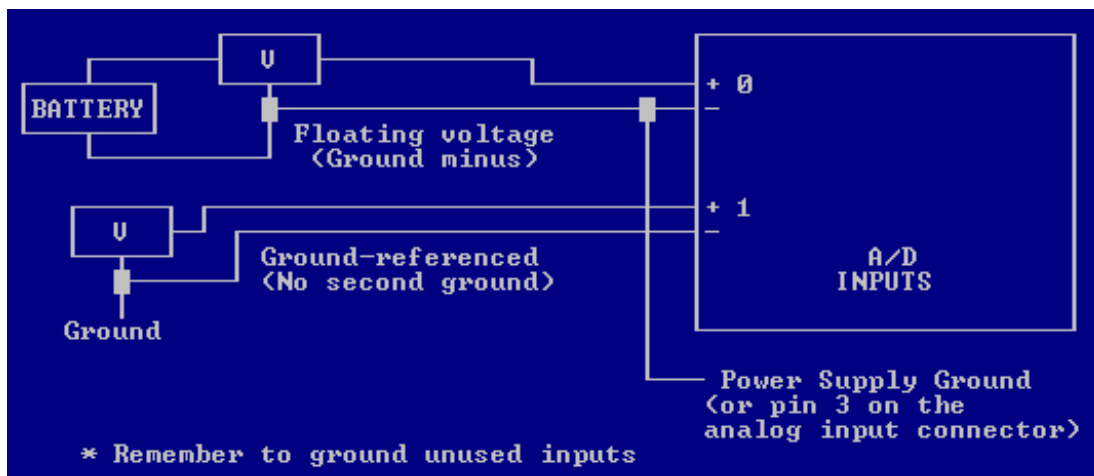 V
+ 0
BATTERY
−
Floating voltage
(Ground minus)
+ 1
V
−
Ground-referenced
(No second ground)
A/D
INPUTS
Ground
Power Supply Ground
(or pin 3 on the
analog input connector)
* Remember to ground unused inputs